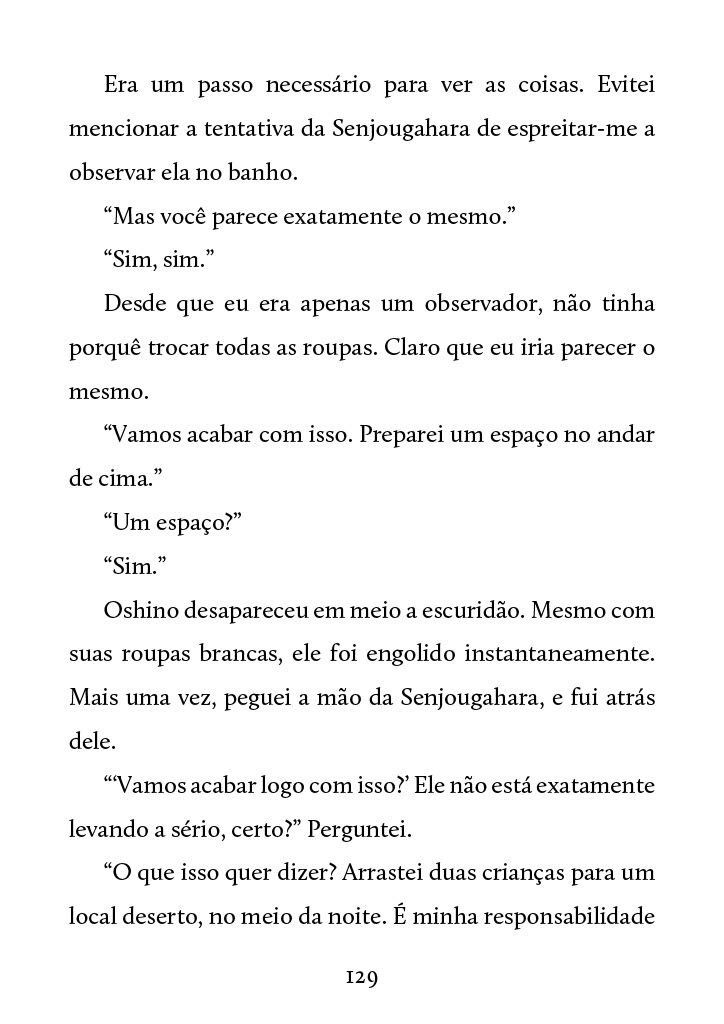 Era um passo necessário para ver as coisas. Evitei
mencionar a tentativa da Senjougahara de espreitar-me a
observar ela no banho.
“Mas você parece exatamente o mesmo.”
“Sim, sim.”
Desde que eu era apenas um observador, não tinha
porquê trocar todas as roupas. Claro que eu iria parecer o
mesmo.
“Vamos acabar com isso. Preparei um espaço no andar
de cima.”
“Um espaço?”
“Sim.”
Oshino desapareceu em meio a escuridão. Mesmo com
suas roupas brancas, ele foi engolido instantaneamente.
Mais uma vez, peguei a mão da Senjougahara, e fui atrás
dele.
“‘Vamos acabar logo com isso?’ Ele não está exatamente
levando a sério, certo?” Perguntei.
“O que isso quer dizer? Arrastei duas crianças para um
local deserto, no meio da noite. É minha responsabilidade
129